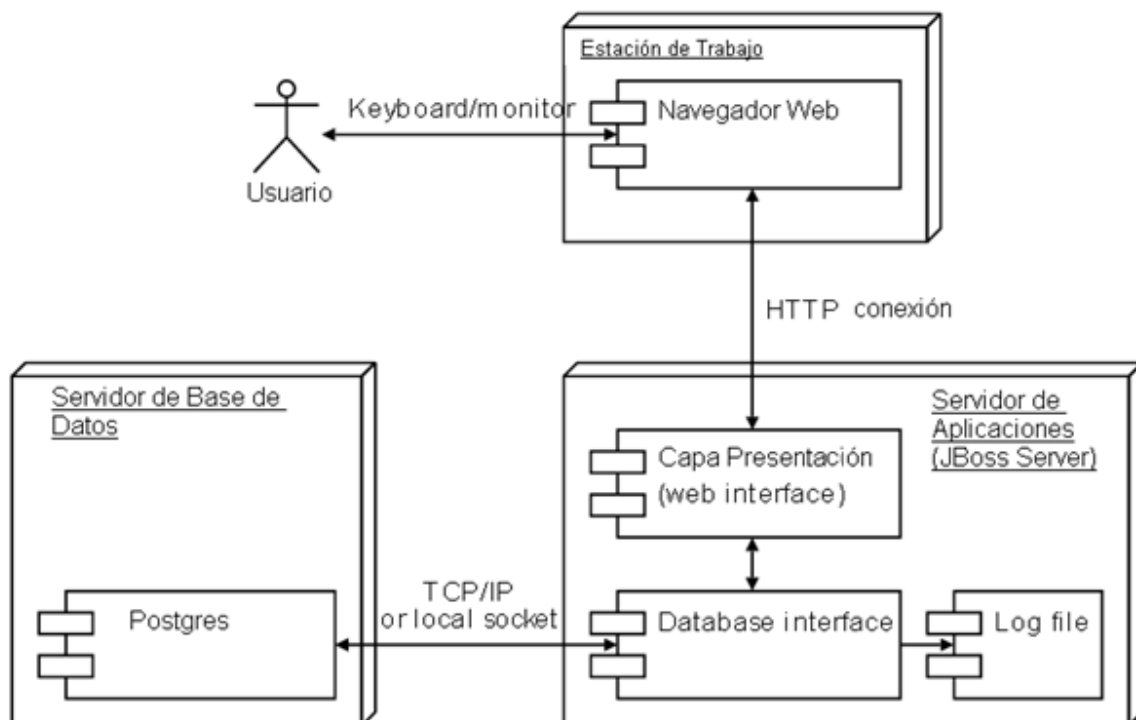 Estación de Trabajo
Navegador Web
Keyboard/monitor
Usuario
HTTP conexión
Servidor de Base de
Datos
Postgres
TCP/IP
or local socket
Servidor de
Aplicaciones
(JBoss Server)
Capa Presentación
(web interface)
Database interface
Log file